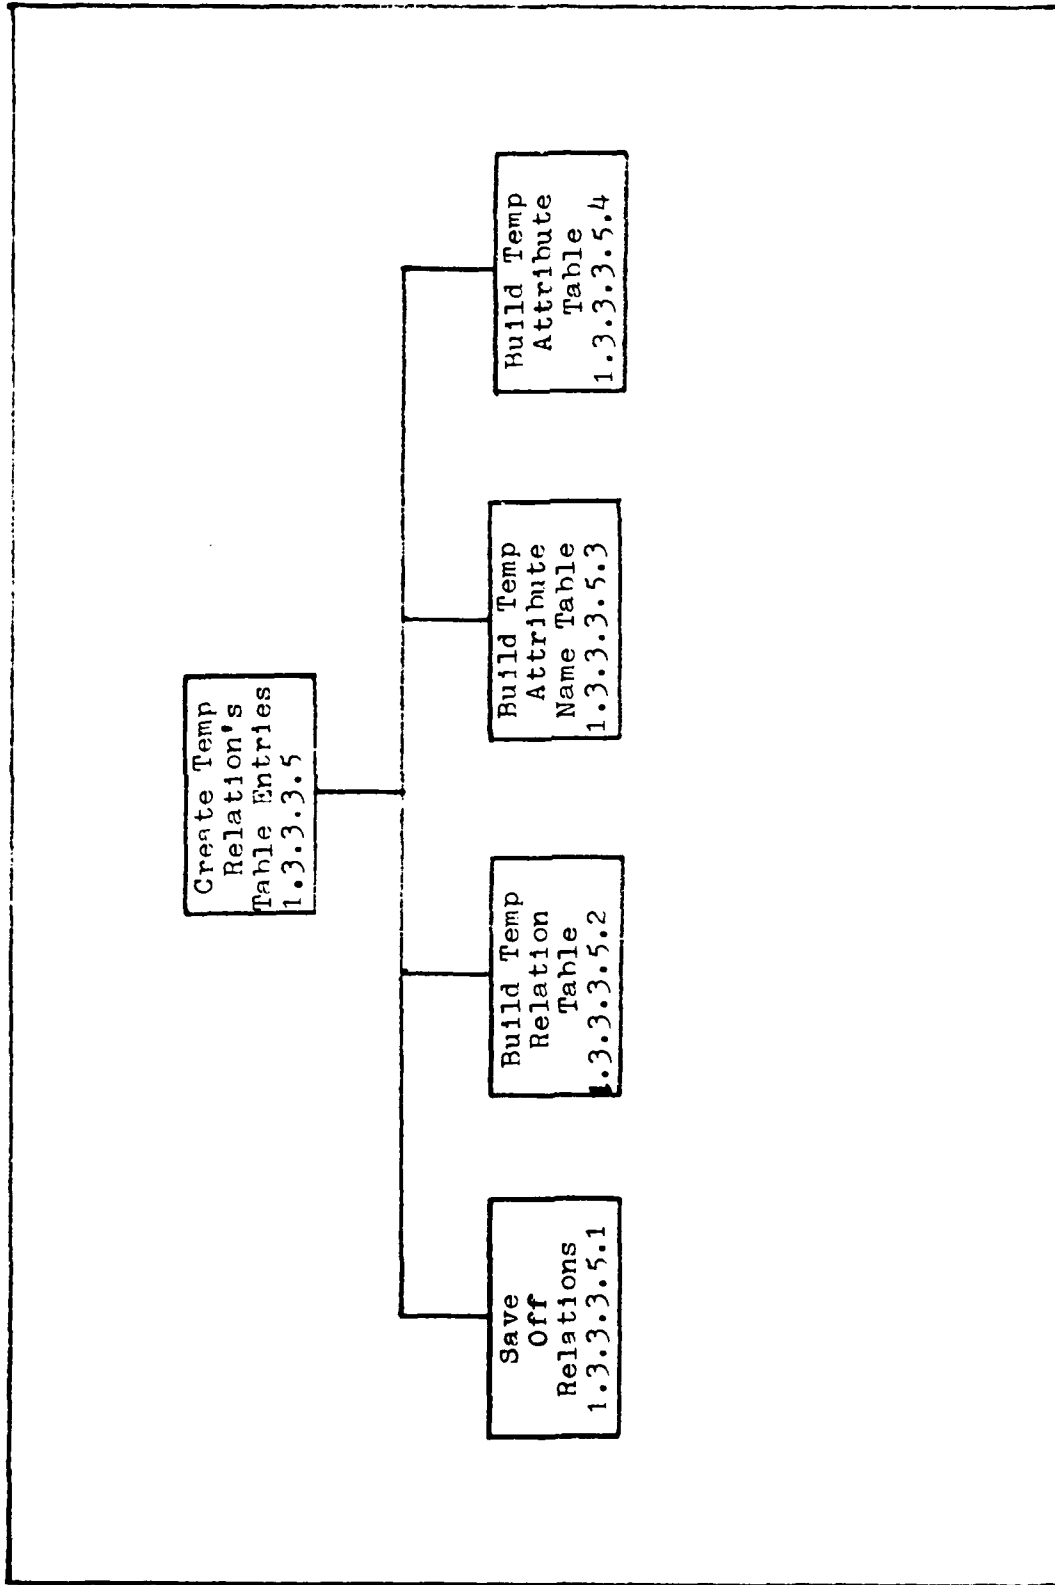 Create Temp
Relation's
Table Entries
1.3.3.3.5
Save
Off
Relations
1.3.3.3.5.1
Build Temp
Relation
Table
1.3.3.3.5.2
Build Temp
Attribute
Name Table
1.3.3.3.5.3
Build Temp
Attribute
Table
1.3.3.3.5.4